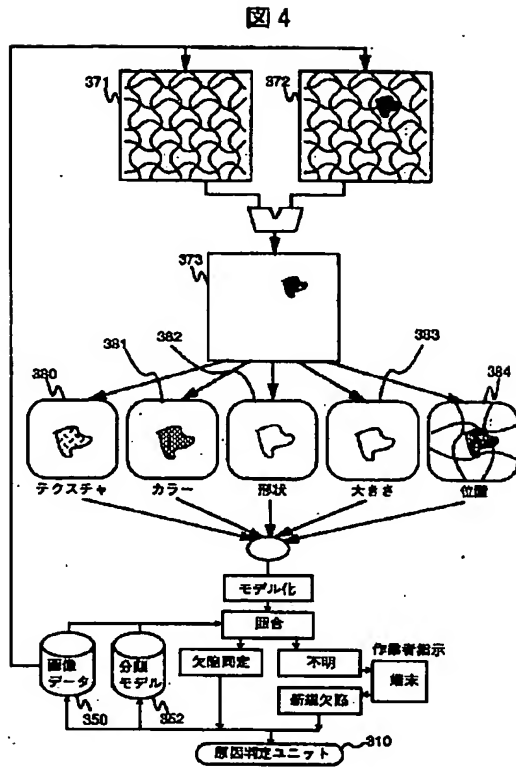 図4
371
372
373
381
382
383
380
384
テクスチャ
カラー
形状
大きさ
位置
モデル化
照合
画像
データ
350
分類
モデル
352
欠陥同定
不明
作業者指示
端末
新規欠陥
原因判定ユニット
310